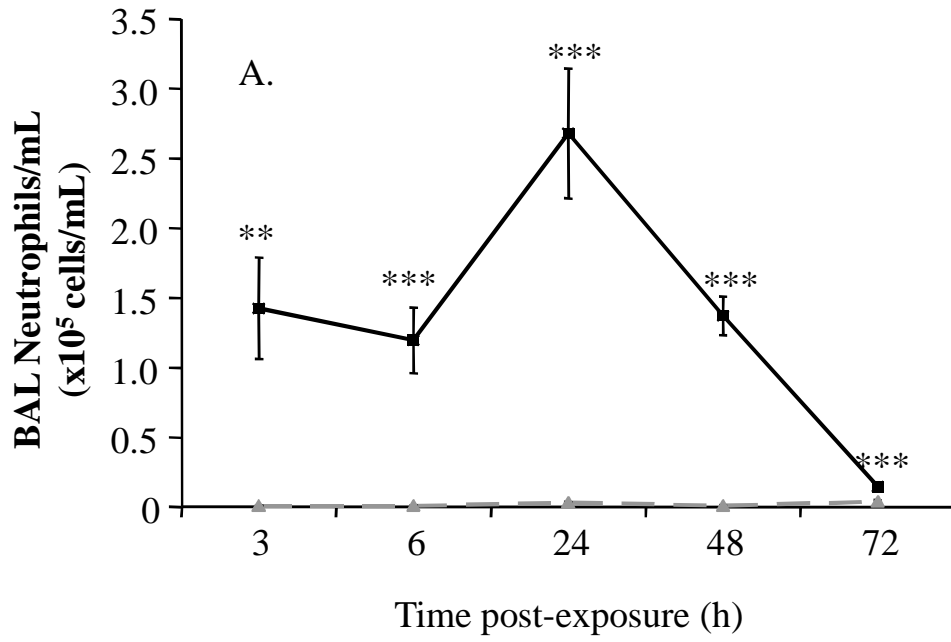 3.5
A.
***
3.0
2.5
**
2.0
***
***
1.5
1.0
0.5
***
0
BAL Neutrophils/mL
(x10⁵ cells/mL)
3 6 24 48 72
Time post-exposure (h)